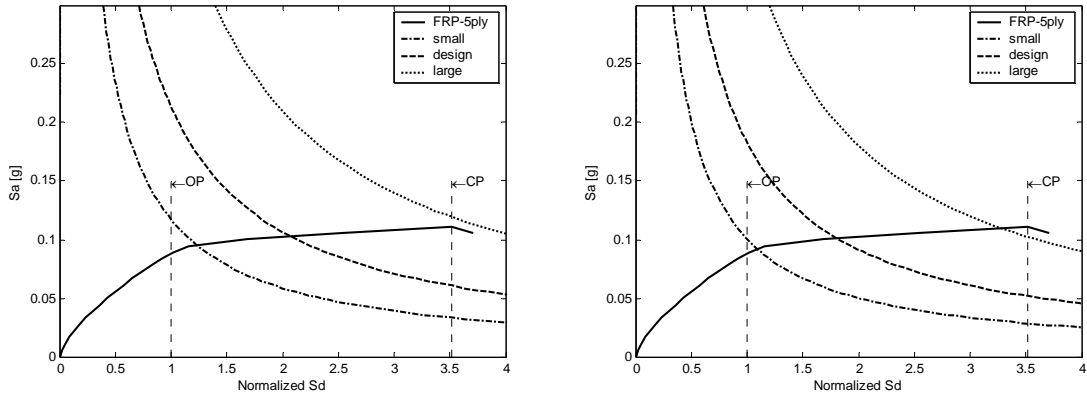 FRP-5ply
small
design
large
0.25
0.2
0.15
0.1
0.05
0
Sa [g]
←OP
←CP
0 0.5 1 1.5 2 2.5 3 3.5 4
Normalized Sd
FRP-5ply
small
design
large
0.25
0.2
0.15
0.1
0.05
0
Sa [g]
←OP
←CP
0 0.5 1 1.5 2 2.5 3 3.5 4
Normalized Sd